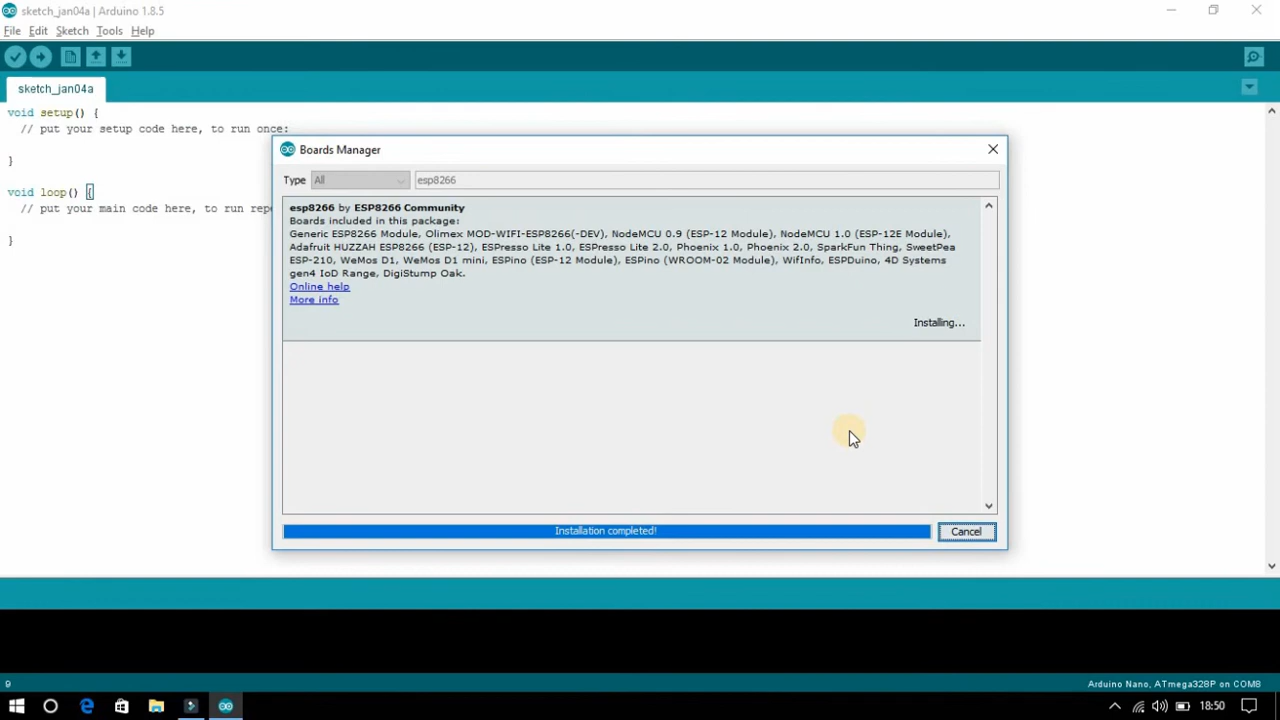 sketch_jan04a | Arduino 1.8.5
File Edit Sketch Tools Help
sketch_jan04a
void setup() {
// put your setup code here, to run once:
}
void loop() {
// put your main code here, to run repe
}
Boards Manager
Type All esp8266
esp8266 by ESP8266 Community
Boards included in this package:
Generic ESP8266 Module, Olimex MOD-WIFI-ESP8266(-DEV), NodeMCU 0.9 (ESP-12 Module), NodeMCU 1.0 (ESP-12E Module),
Adafruit HUZZAH ESP8266 (ESP-12), ESPresso Lite 1.0, ESPresso Lite 2.0, Phoenix 1.0, Phoenix 2.0, SparkFun Thing, SweetPea
ESP-210, WeMos D1, WeMos D1 mini, ESPino (ESP-12 Module), ESPino (WROOM-02 Module), WifInfo, ESPDuino, 4D Systems
gen4 IoD Range, DigiStump Oak.
Online help
More info
Installing...
Installation completed!
Cancel
9
Arduino Nano, ATmega328P on COM8
18:50